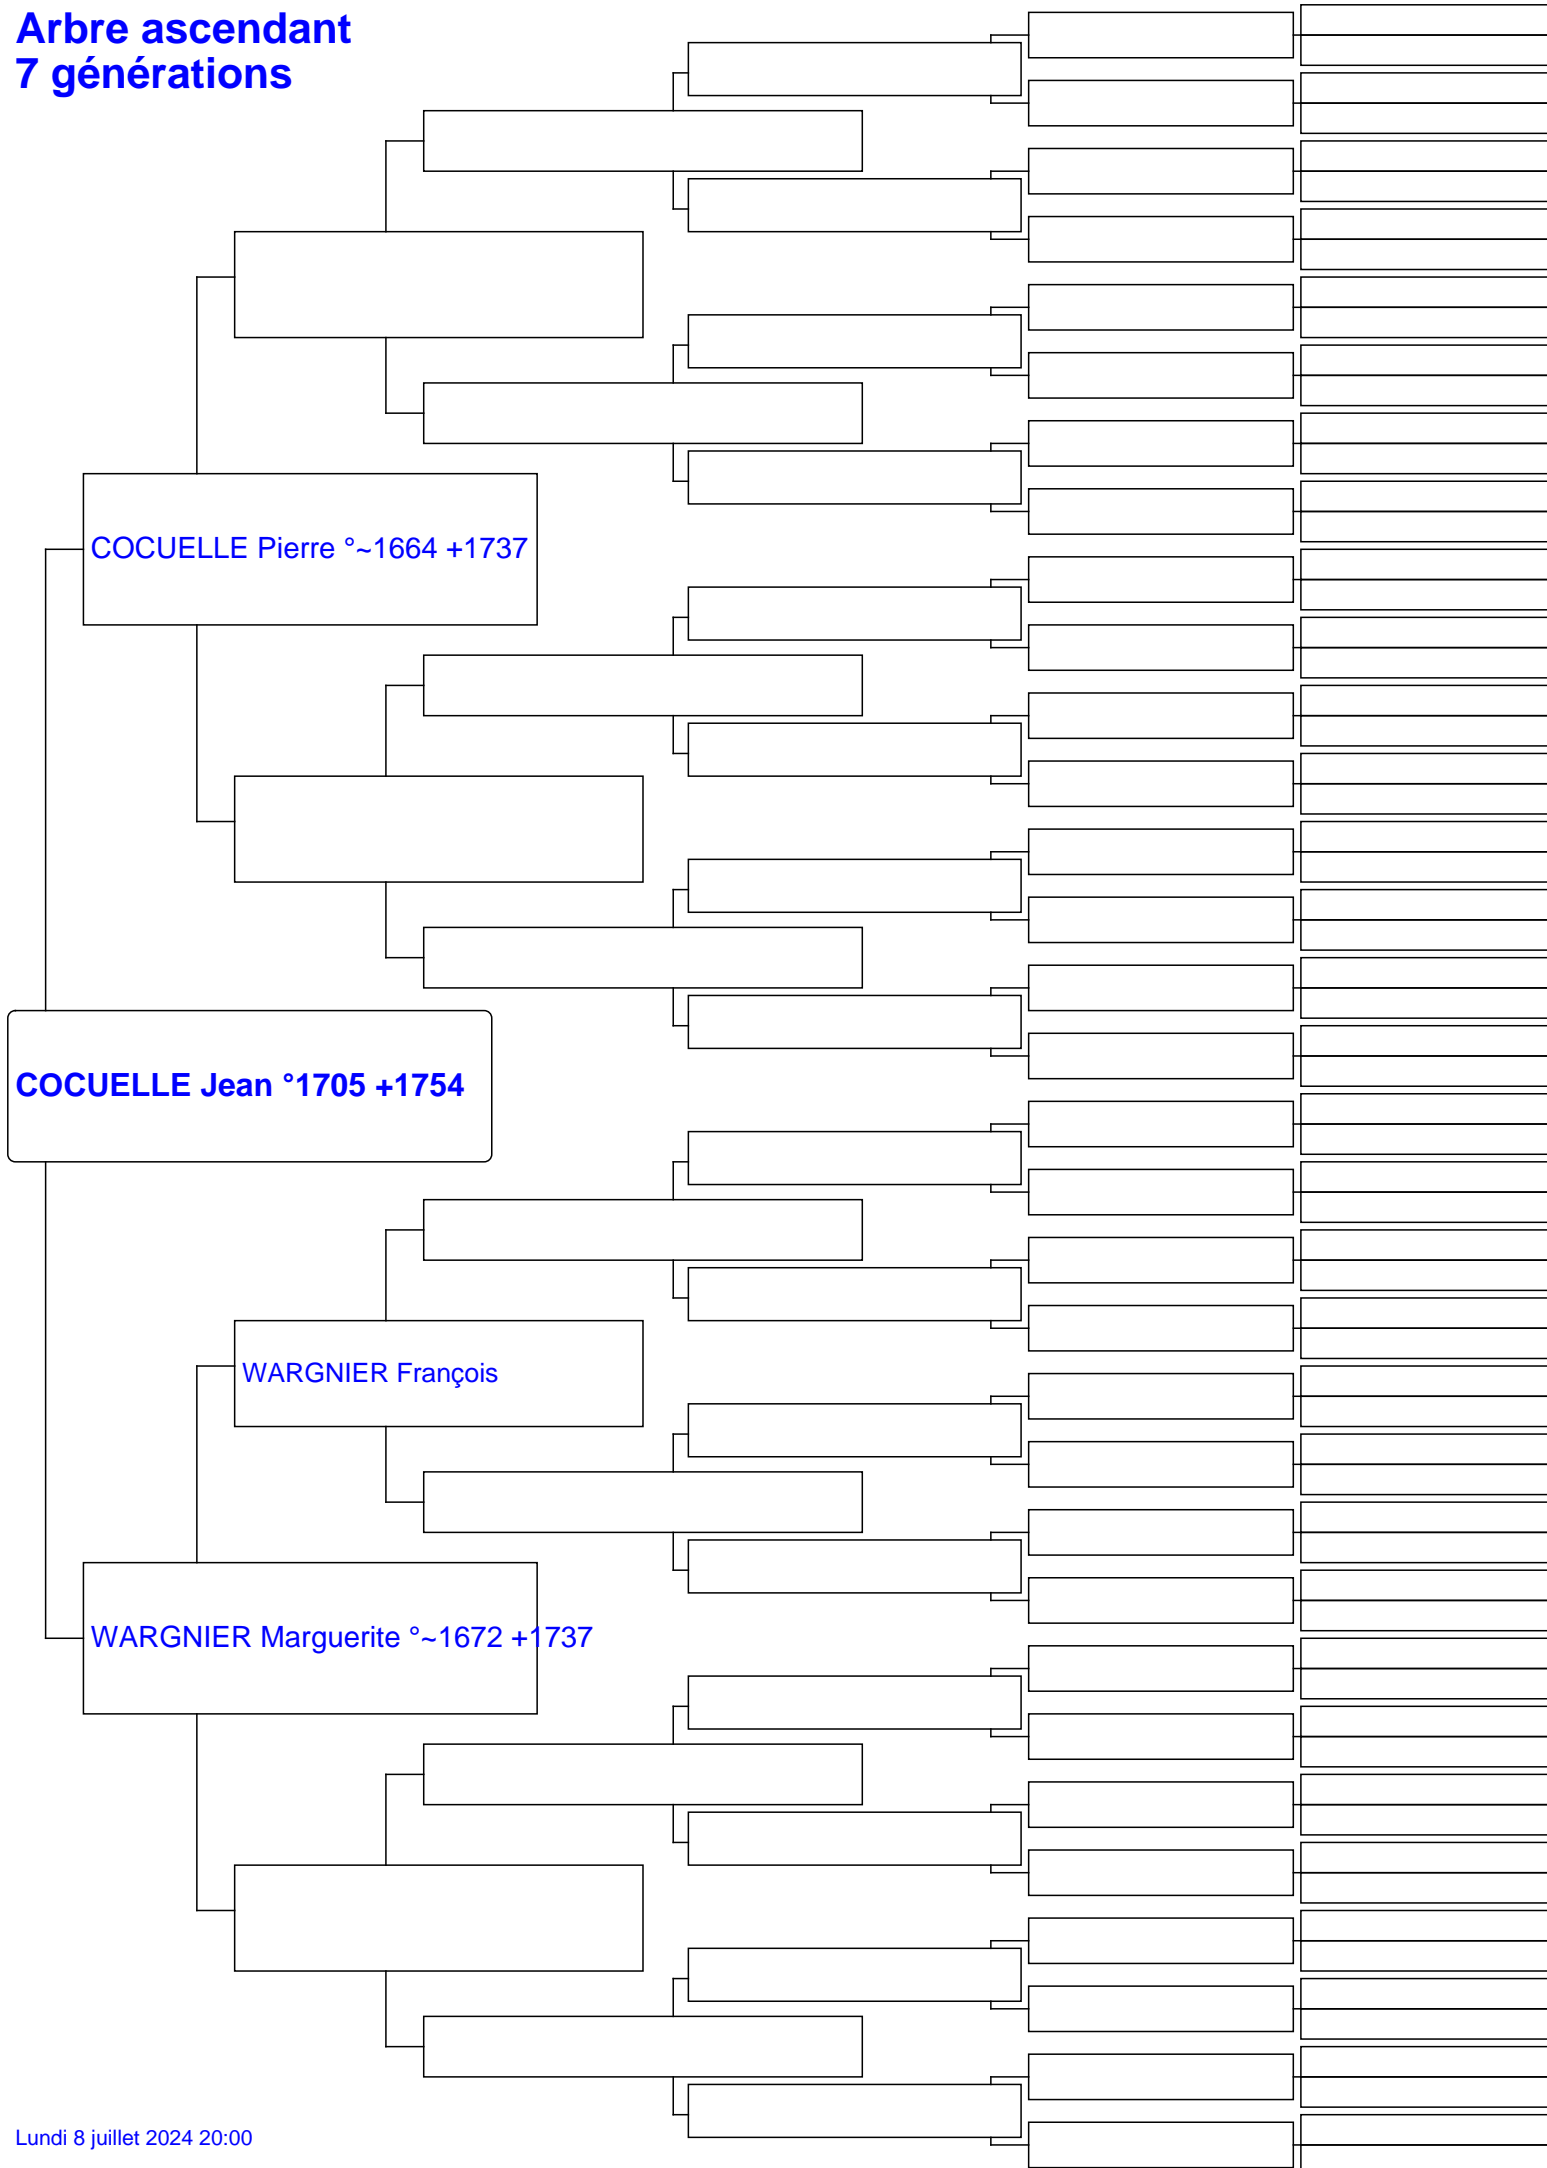 Arbre ascendant
7 générations
COCUELLE Pierre °~1664 +1737
COCUELLE Jean °1705 +1754
WARGNIER François
WARGNIER Marguerite °~1672 +1737
Lundi 8 juillet 2024 20:00